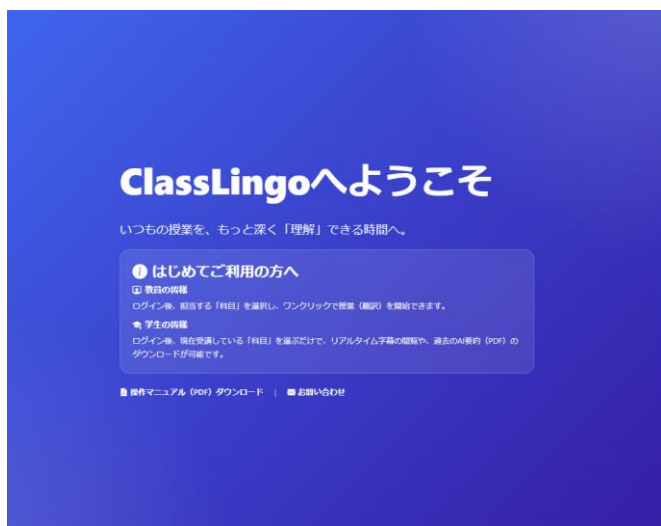 ClassLingoへようこそ
いつもの授業を、もっと深く「理解」できる時間へ。
はじめてご利用の方へ
教員の皆様
ログイン後、担当する「科目」を選択し、ワンクリックで授業（翻訳）を開始できます。
学生の皆様
ログイン後、現在受講している「科目」を選ぶだけで、リアルタイム字幕の閲覧や、過去のAI要約（PDF）の
ダウンロードが可能です。
操作マニュアル（PDF）ダウンロード | お問い合わせ